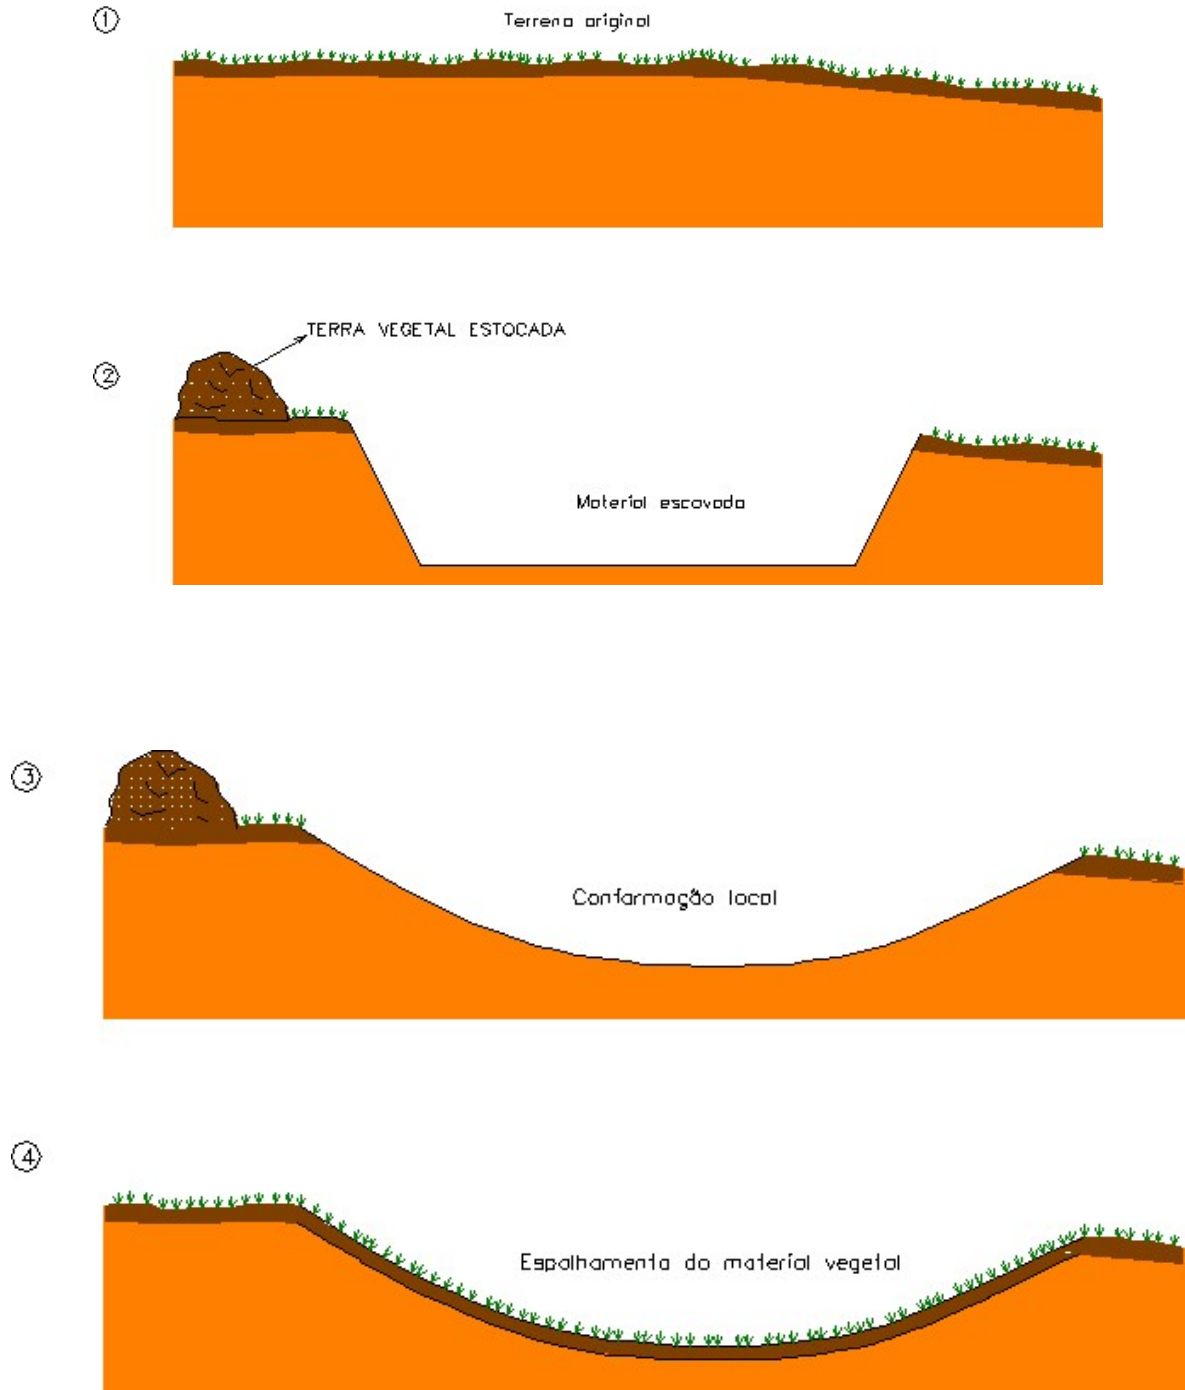 1
Terreno original
TERRA VEGETAL ESTOCADA
2
Material escavado
3
Conformação local
4
Espalhamento do material vegetal